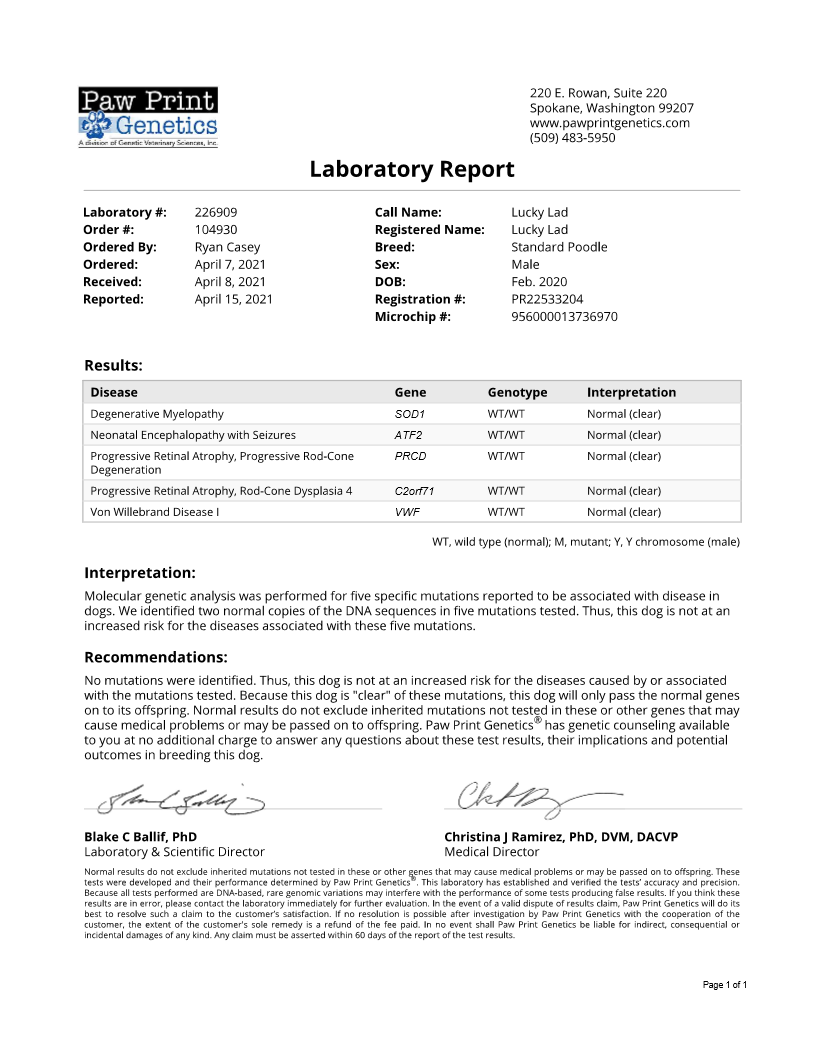 Paw Print
Genetics
A division of Genetic Veterinary Sciences, Inc.
220 E. Rowan, Suite 220
Spokane, Washington 99207
www.pawprintgenetics.com
(509) 483-5950
Laboratory Report
Laboratory #: 226909
Order #: 104930
Ordered By: Ryan Casey
Ordered: April 7, 2021
Received: April 8, 2021
Reported: April 15, 2021
Call Name: Lucky Lad
Registered Name: Lucky Lad
Breed: Standard Poodle
Sex: Male
DOB: Feb. 2020
Registration #: PR22533204
Microchip #: 956000013736970
Results:
Disease Gene Genotype Interpretation
Degenerative Myelopathy SOD1 WT/WT Normal (clear)
Neonatal Encephalopathy with Seizures ATF2 WT/WT Normal (clear)
Progressive Retinal Atrophy, Progressive Rod-Cone PRCD WT/WT Normal (clear)
Degeneration
Progressive Retinal Atrophy, Rod-Cone Dysplasia 4 C2orf71 WT/WT Normal (clear)
Von Willebrand Disease I VWF WT/WT Normal (clear)
WT, wild type (normal); M, mutant; Y, Y chromosome (male)
Interpretation:
Molecular genetic analysis was performed for five specific mutations reported to be associated with disease in
dogs. We identified two normal copies of the DNA sequences in five mutations tested. Thus, this dog is not at an
increased risk for the diseases associated with these five mutations.
Recommendations:
No mutations were identified. Thus, this dog is not at an increased risk for the diseases caused by or associated
with the mutations tested. Because this dog is "clear" of these mutations, this dog will only pass the normal genes
on to its offspring. Normal results do not exclude inherited mutations not tested in these or other genes that may
cause medical problems or may be passed on to offspring. Paw Print Genetics® has genetic counseling available
to you at no additional charge to answer any questions about these test results, their implications and potential
outcomes in breeding this dog.
Blake C Ballif, PhD
Laboratory & Scientific Director
Christina J Ramirez, PhD, DVM, DACVP
Medical Director
Normal results do not exclude inherited mutations not tested in these or other genes that may cause medical problems or may be passed on to offspring. These
tests were developed and their performance determined by Paw Print Genetics®. This laboratory has established and verified the tests' accuracy and precision.
Because all tests performed are DNA-based, rare genomic variations may interfere with the performance of some tests producing false results. If you think these
results are in error, please contact the laboratory immediately for further evaluation. In the event of a valid dispute of results claim, Paw Print Genetics will do its
best to resolve such a claim to the customer's satisfaction. If no resolution is possible after investigation by Paw Print Genetics with the cooperation of the
customer, the extent of the customer's sole remedy is a refund of the fee paid. In no event shall Paw Print Genetics be liable for indirect, consequential or
incidental damages of any kind. Any claim must be asserted within 60 days of the report of the test results.
Page 1 of 1